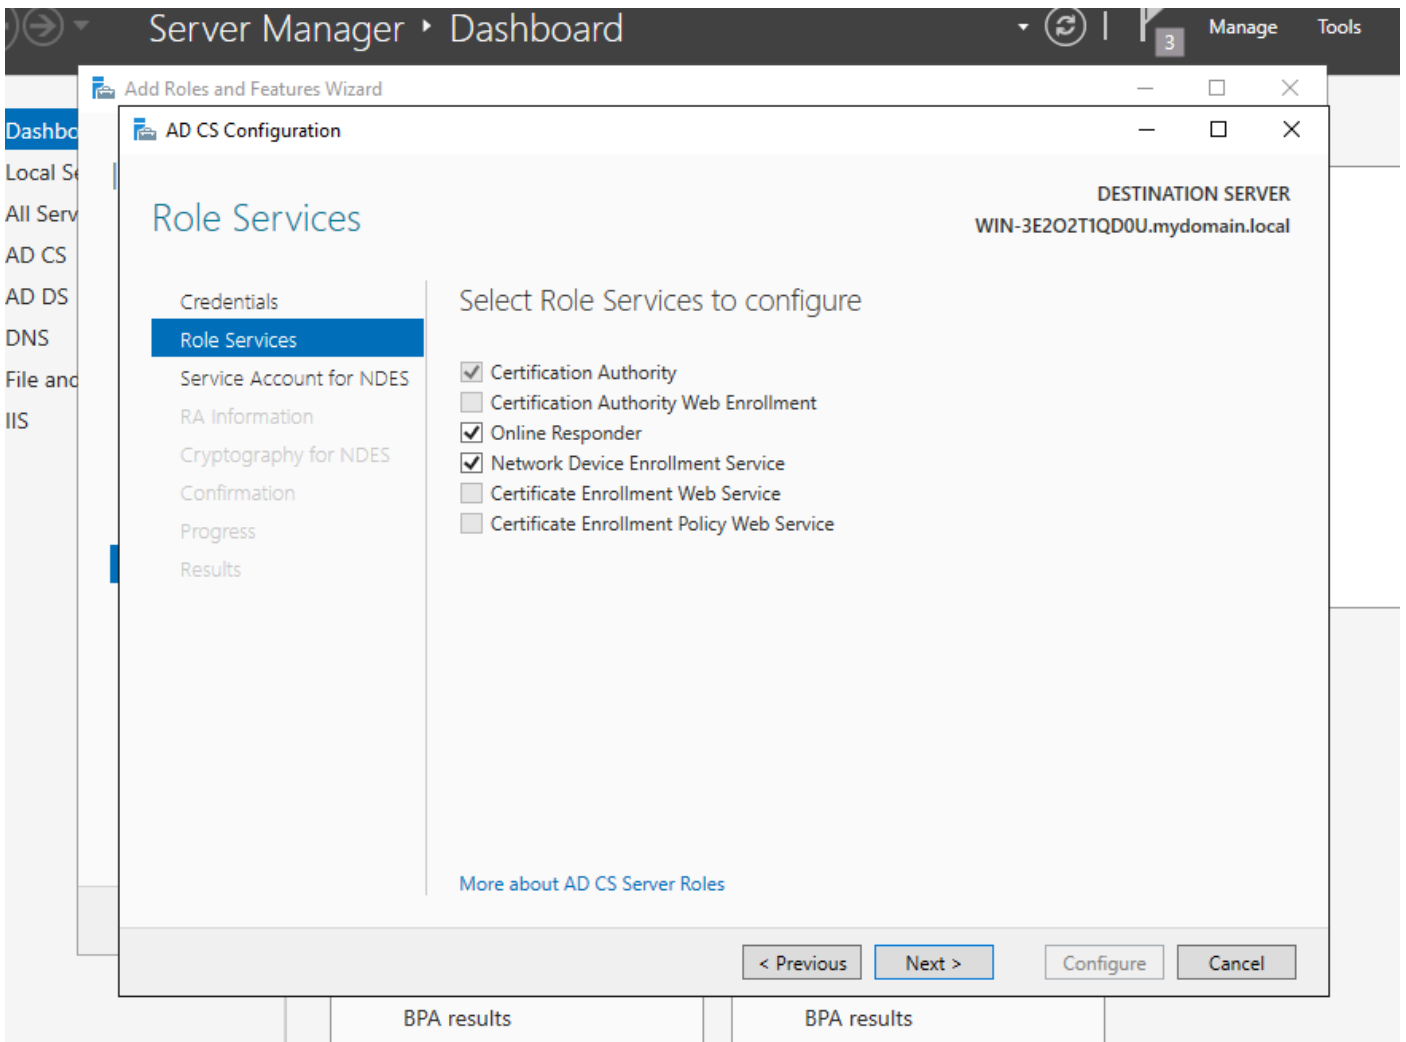 Server Manager ‣ Dashboard
3
Manage
Tools
Add Roles and Features Wizard
AD CS Configuration
Dashbo
Local Se
All Serv
AD CS
AD DS
DNS
File and
IIS
Role Services
DESTINATION SERVER
WIN-3E2O2T1QD0U.mydomain.local
Credentials
Role Services
Service Account for NDES
RA Information
Cryptography for NDES
Confirmation
Progress
Results
Select Role Services to configure
Certification Authority
Certification Authority Web Enrollment
Online Responder
Network Device Enrollment Service
Certificate Enrollment Web Service
Certificate Enrollment Policy Web Service
More about AD CS Server Roles
< Previous
Next >
Configure
Cancel
BPA results
BPA results